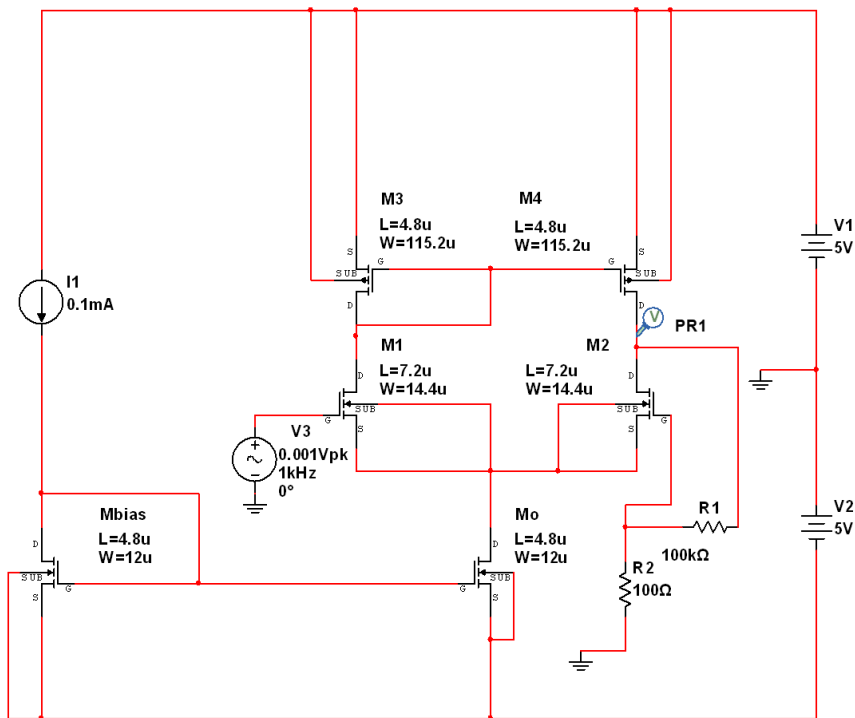 M3
L=4.8u
W=115.2u
M4
L=4.8u
W=115.2u
V1
5V
S
G
SUB
D
S
G
SUB
D
I1
0.1mA
V
PR1
M1
L=7.2u
W=14.4u
M2
L=7.2u
W=14.4u
D
SUB
G
S
D
SUB
G
S
V3
0.001Vpk
1kHz
0°
Mbias
L=4.8u
W=12u
Mo
L=4.8u
W=12u
R1
100kΩ
V2
5V
D
SUB
G
S
D
SUB
G
S
R2
100Ω